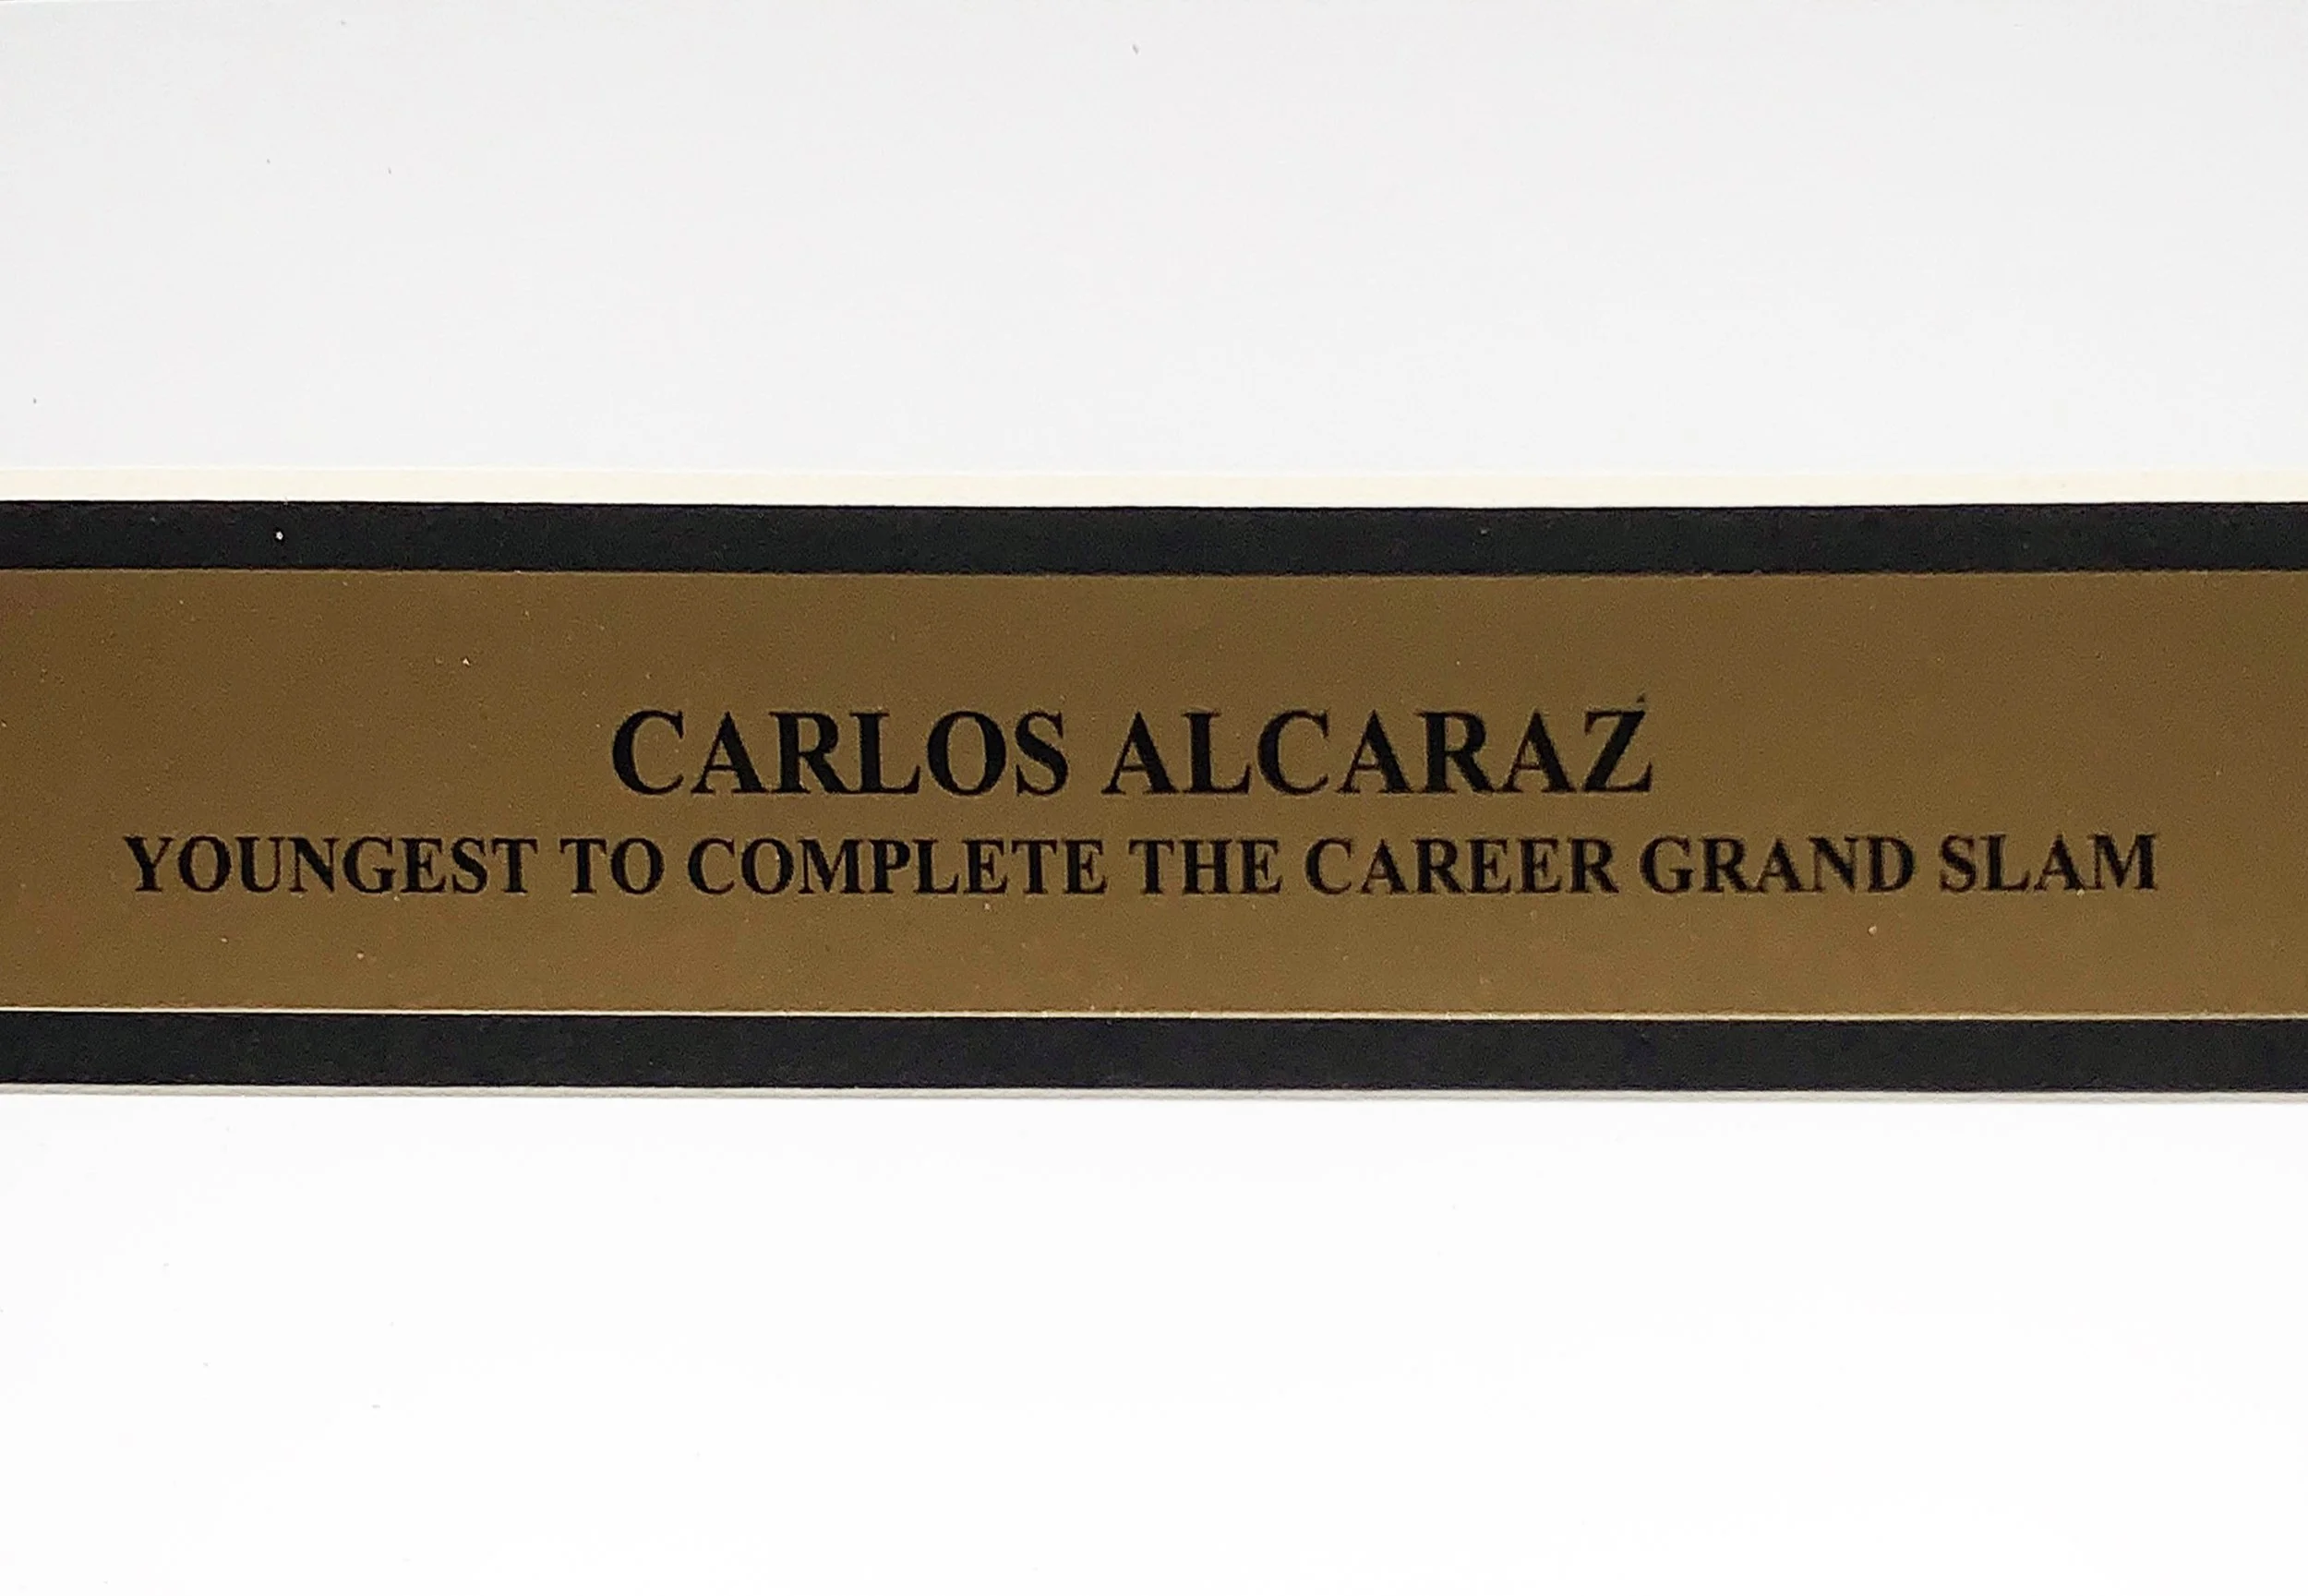 CARLOS ALCARAZ
YOUNGEST TO COMPLETE THE CAREER GRAND SLAM